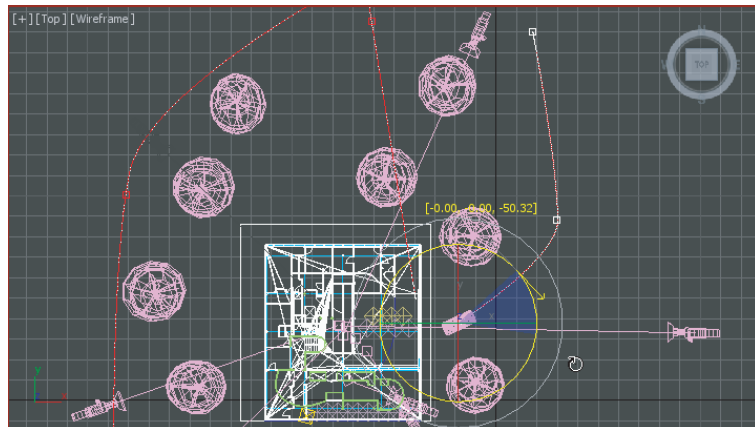 [+] [Top] [Wireframe]
N
TOP
E
S
[-0.00, 0.00, -50.32]
y
x
y
x